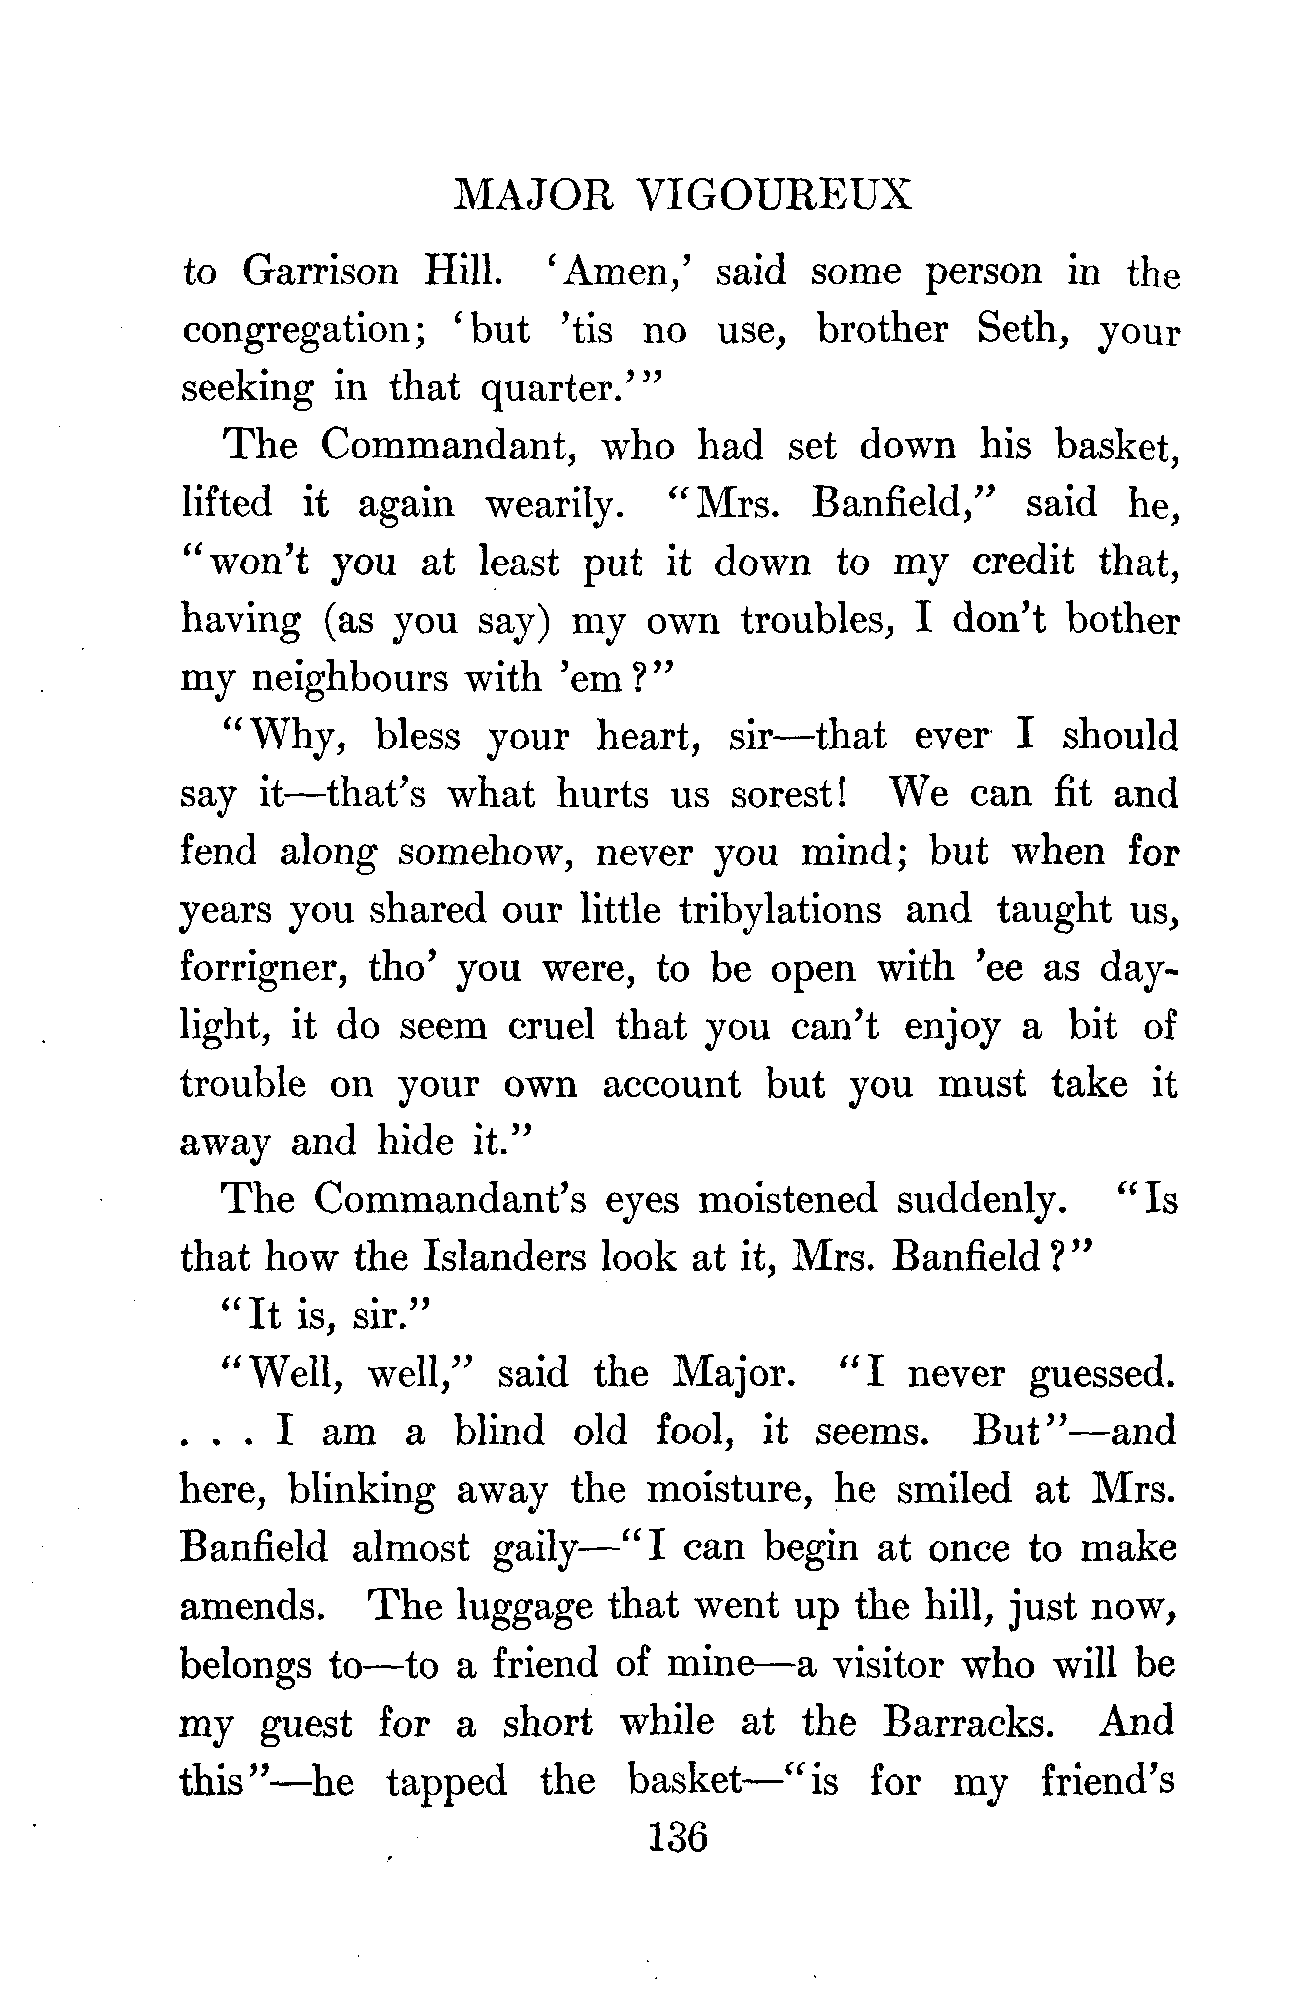 MAJOR VIGOUREUX
to Garrison Hill. ‘Amen,’ said some person in the
congregation; ‘but ’tis no use, brother Seth, your
seeking in that quarter.’”
The Commandant, who had set down his basket,
lifted it again wearily. “Mrs. Banfield,” said he,
“won’t you at least put it down to my credit that,
having (as you say) my own troubles, I don’t bother
my neighbours with ’em?”
“Why, bless your heart, sir—that ever I should
say it—that’s what hurts us sorest! We can fit and
fend along somehow, never you mind; but when for
years you shared our little tribylations and taught us,
forrigner, tho’ you were, to be open with ’ee as day-
light, it do seem cruel that you can’t enjoy a bit of
trouble on your own account but you must take it
away and hide it.”
The Commandant’s eyes moistened suddenly. “Is
that how the Islanders look at it, Mrs. Banfield?”
“It is, sir.”
“Well, well,” said the Major. “I never guessed.
. . . I am a blind old fool, it seems. But”—and
here, blinking away the moisture, he smiled at Mrs.
Banfield almost gaily—“I can begin at once to make
amends. The luggage that went up the hill, just now,
belongs to—to a friend of mine—a visitor who will be
my guest for a short while at the Barracks. And
this”—he tapped the basket—“is for my friend’s
136